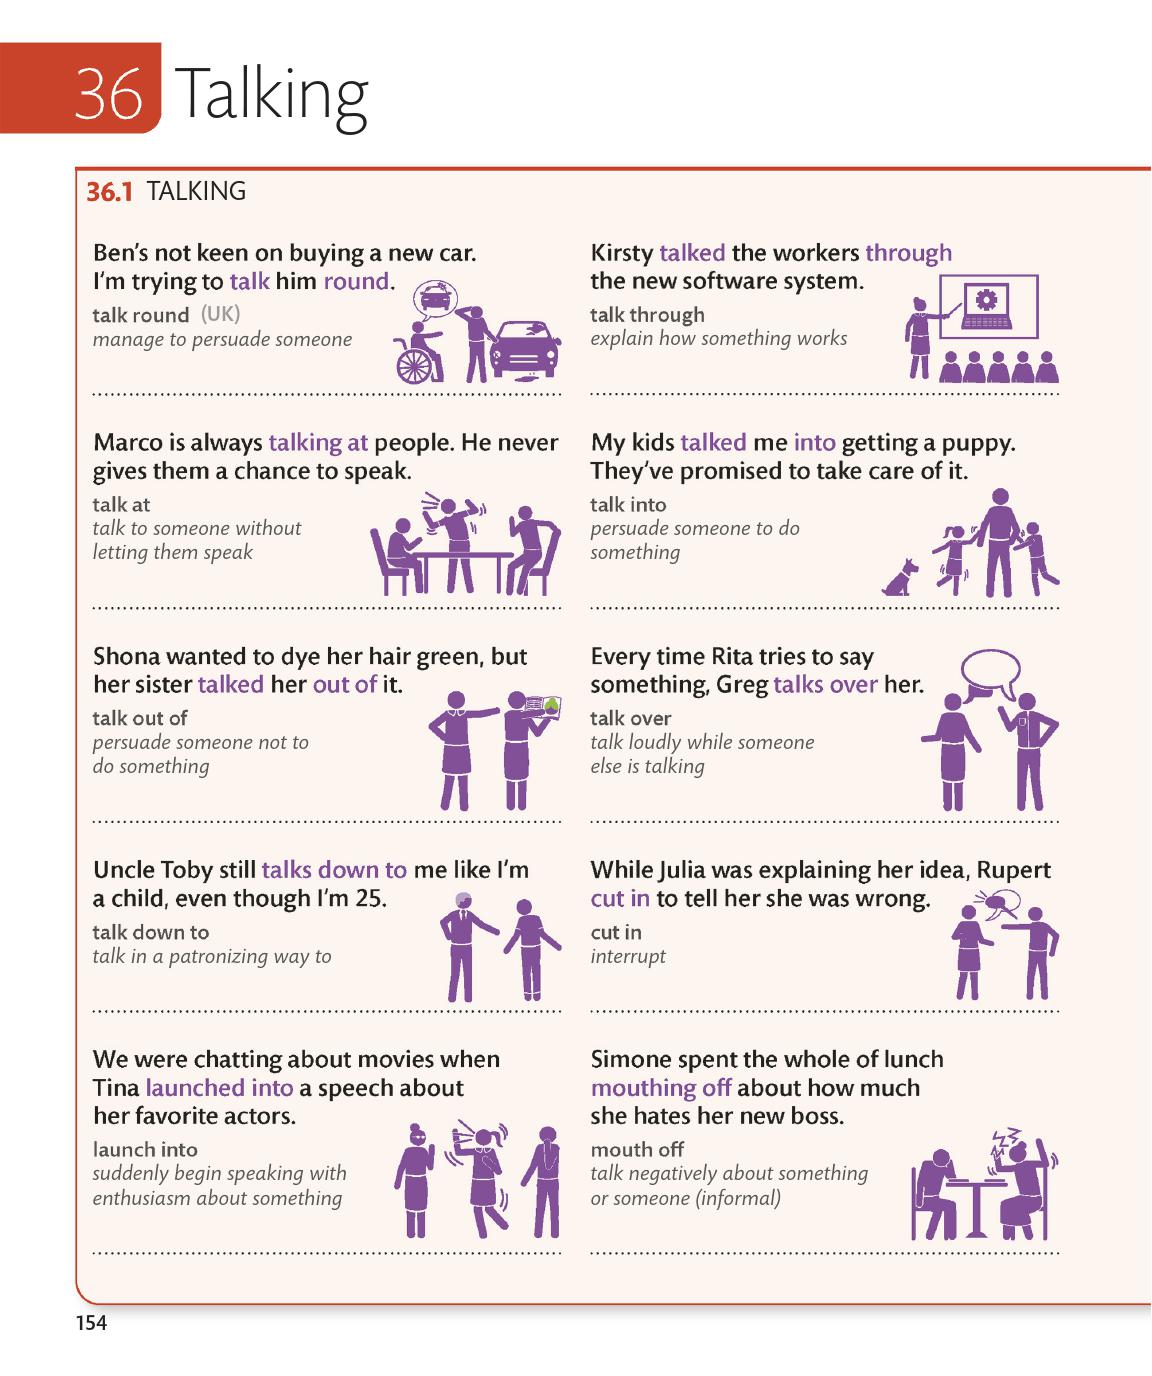 36 Talking
36.1 TALKING
Ben's not keen on buying a new car.
I'm trying to talk him round.
talk round (UK)
manage to persuade someone
Kirsty talked the workers through
the new software system.
talk through
explain how something works
Marco is always talking at people. He never
gives them a chance to speak.
talk at
talk to someone without
letting them speak
My kids talked me into getting a puppy.
They've promised to take care of it.
talk into
persuade someone to do
something
Shona wanted to dye her hair green, but
her sister talked her out of it.
talk out of
persuade someone not to
do something
Every time Rita tries to say
something, Greg talks over her.
talk over
talk loudly while someone
else is talking
Uncle Toby still talks down to me like I'm
a child, even though I'm 25.
talk down to
talk in a patronizing way to
While Julia was explaining her idea, Rupert
cut in to tell her she was wrong.
cut in
interrupt
We were chatting about movies when
Tina launched into a speech about
her favorite actors.
launch into
suddenly begin speaking with
enthusiasm about something
Simone spent the whole of lunch
mouthing off about how much
she hates her new boss.
mouth off
talk negatively about something
or someone (informal)
154